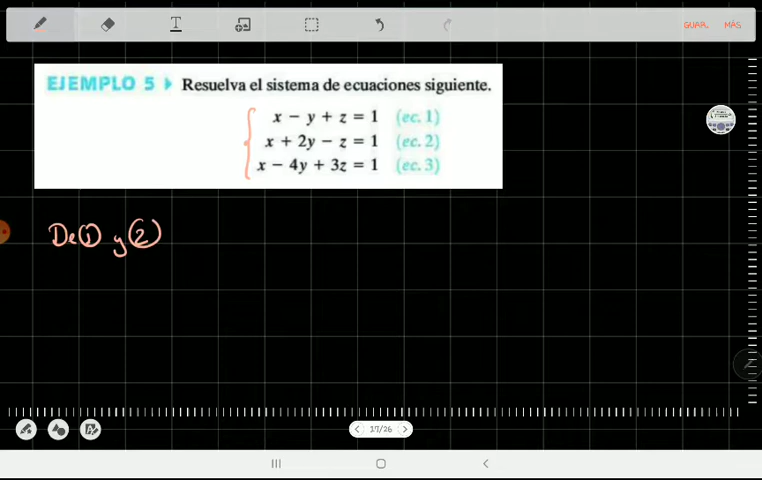 GUAR. MÁS
EJEMPLO 5 Resuelva el sistema de ecuaciones siguiente.
x − y + z = 1 (ec. 1)
x + 2y − z = 1 (ec. 2)
x − 4y + 3z = 1 (ec. 3)
De (1) y (2)
17/26